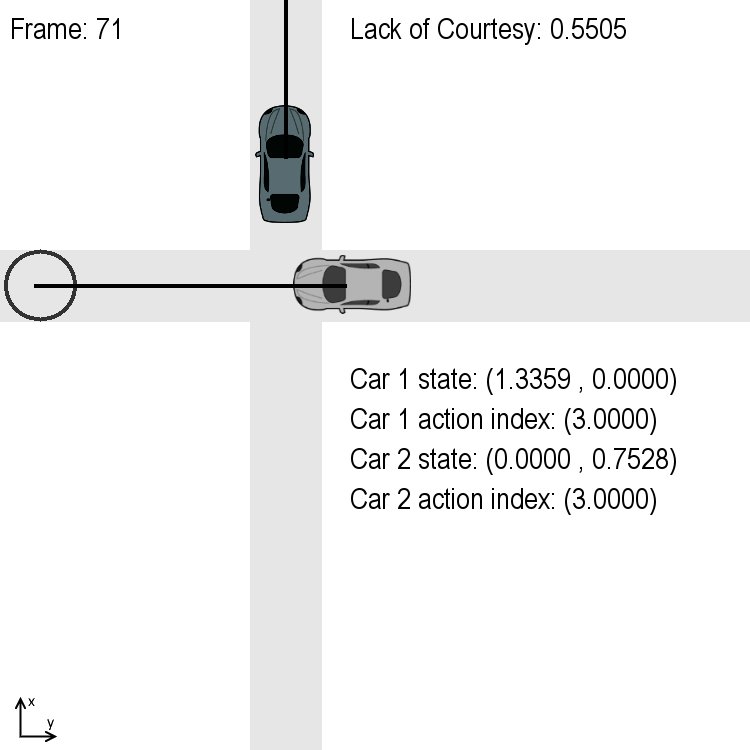 Frame: 71
Lack of Courtesy: 0.5505
Car 1 state: (1.3359 , 0.0000)
Car 1 action index: (3.0000)
Car 2 state: (0.0000 , 0.7528)
Car 2 action index: (3.0000)
x
y